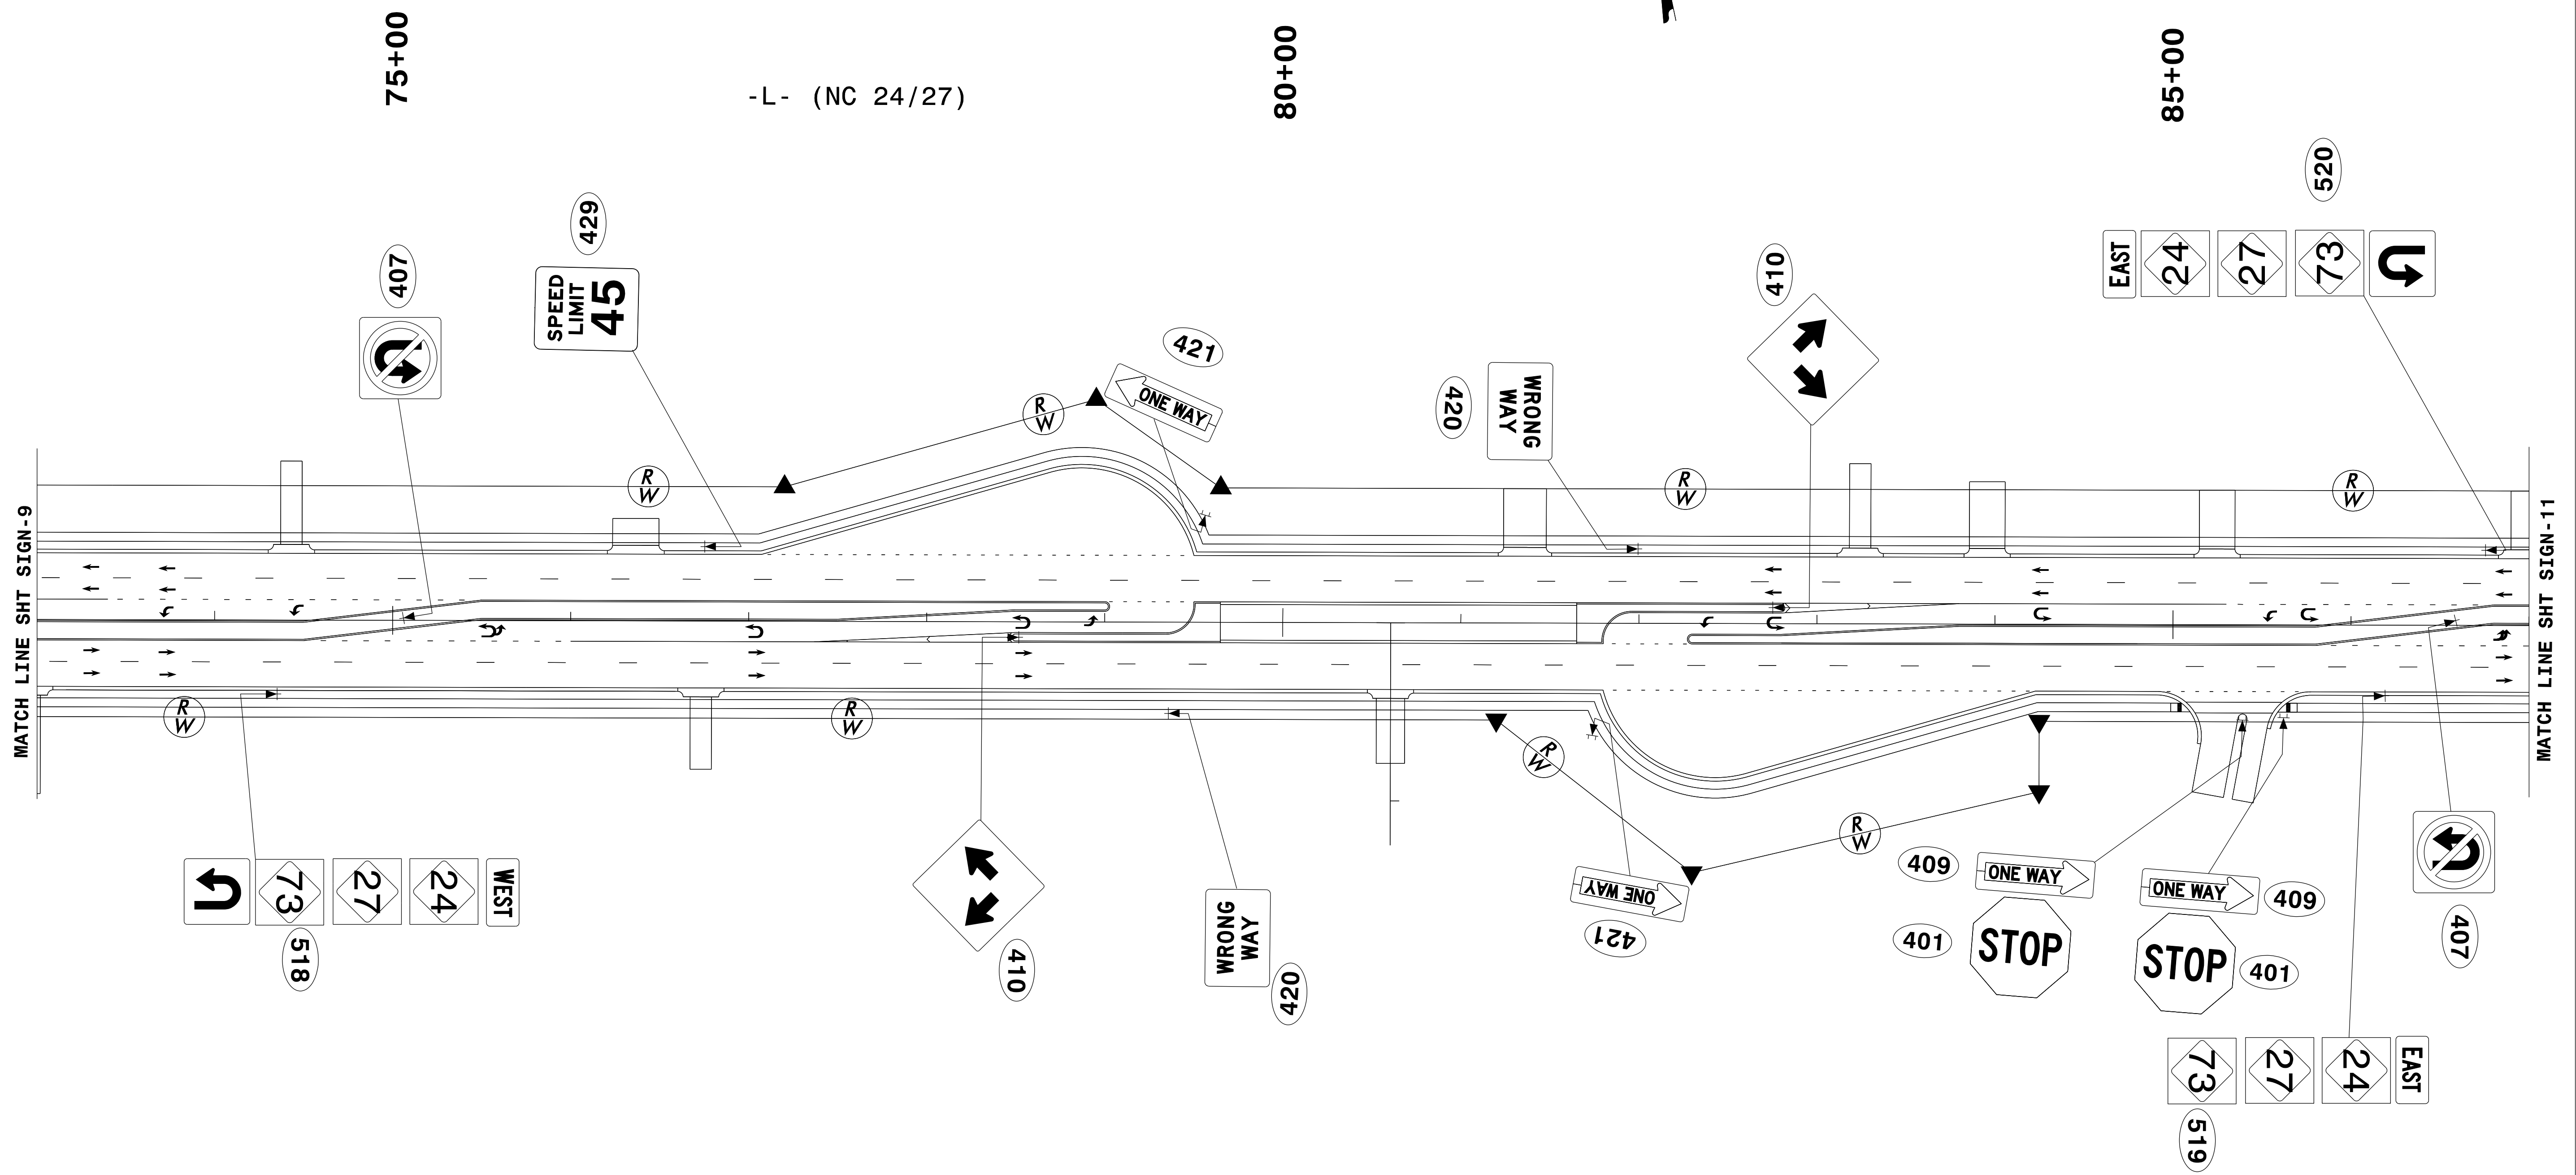 75+00
80+00
85+00
-L- (NC 24/27)
520
429
407
SPEED
LIMIT
45
EAST
24
27
73
410
421
ONE WAY
420
WRONG
WAY
R
W
R
W
R
W
R
W
MATCH LINE SHT SIGN-9
MATCH LINE SHT SIGN-11
R
W
R
W
R
W
R
W
73
27
24
WEST
518
410
WRONG
WAY
420
ONE WAY
421
409
ONE WAY
401
STOP
ONE WAY
409
STOP
401
407
73
27
24
EAST
519